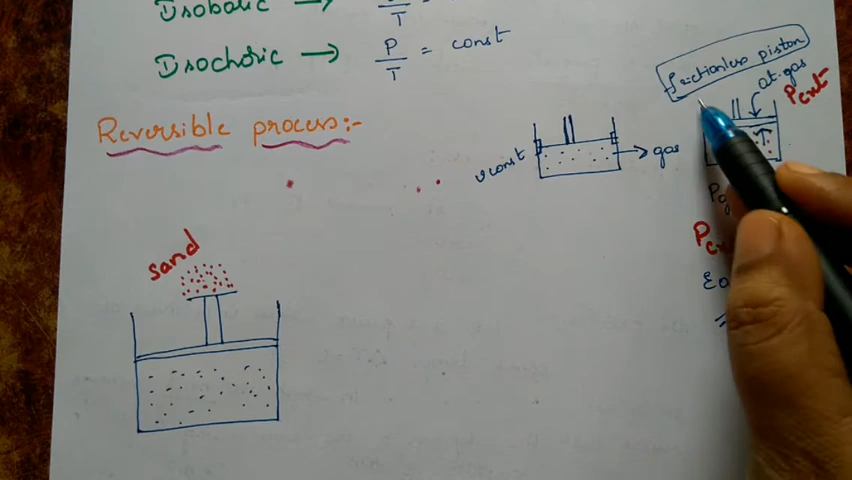 Isobaric →
T
Isochoric → P/T = const
frictionless piston
at. gas
Pext
Reversible process:-
v const
gas
sand